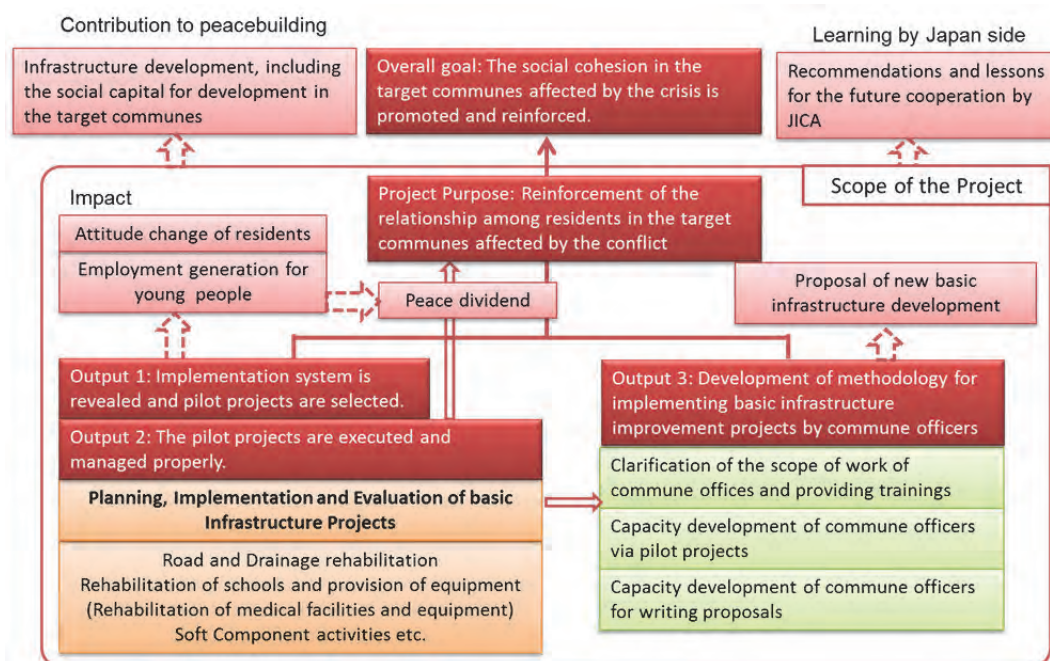 Contribution to peacebuilding
Infrastructure development, including
the social capital for development in
the target communes
Overall goal: The social cohesion in the
target communes affected by the crisis is
promoted and reinforced.
Learning by Japan side
Recommendations and lessons
for the future cooperation by
JICA
Scope of the Project
Impact
Attitude change of residents
Employment generation for
young people
Project Purpose: Reinforcement of the
relationship among residents in the target
communes affected by the conflict
Peace dividend
Proposal of new basic
infrastructure development
Output 1: Implementation system is
revealed and pilot projects are selected.
Output 2: The pilot projects are executed and
managed properly.
Planning, Implementation and Evaluation of basic
Infrastructure Projects
Road and Drainage rehabilitation
Rehabilitation of schools and provision of equipment
(Rehabilitation of medical facilities and equipment)
Soft Component activities etc.
Output 3: Development of methodology for
implementing basic infrastructure
improvement projects by commune officers
Clarification of the scope of work of
commune offices and providing trainings
Capacity development of commune officers
via pilot projects
Capacity development of commune officers
for writing proposals